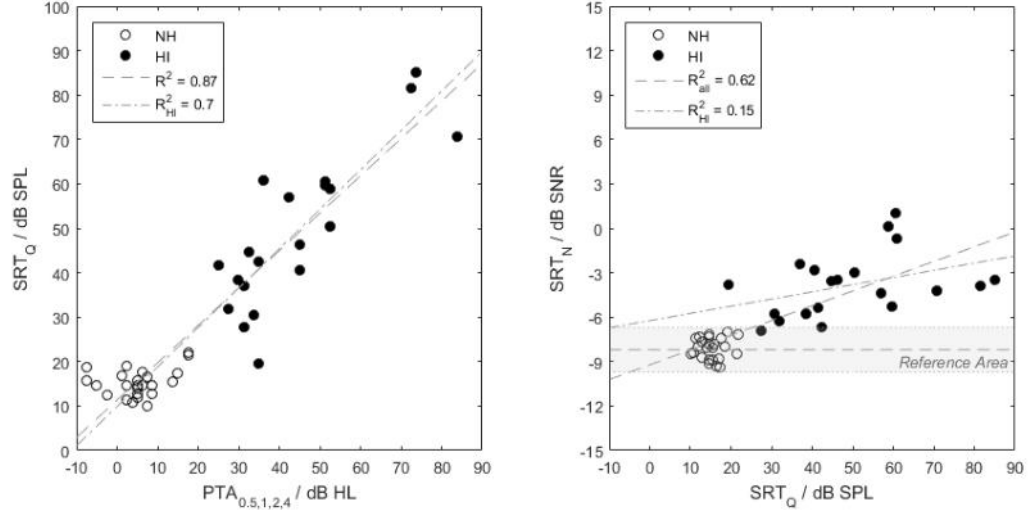 NH
HI
R² = 0.87
R²HI = 0.7
100
90
80
70
60
50
40
30
20
10
0
SRTQ / dB SPL
-10 0 10 20 30 40 50 60 70 80 90
PTA0.5,1,2,4 / dB HL
NH
HI
R²all = 0.62
R²HI = 0.15
15
12
9
6
3
0
-3
-6
-9
-12
-15
SRTN / dB SNR
Reference Area
-10 0 10 20 30 40 50 60 70 80 90
SRTQ / dB SPL